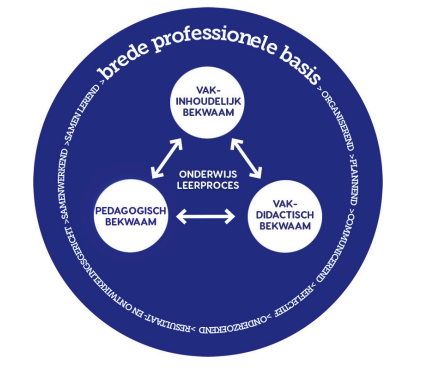 brede professionele basis
> ORGANISEREND >PLANNEND >COMMUNICEREND >REFLECTIEF >ONDERZOEKEND >RESULTAAT- EN ONTWIKKELINGSGERICHT >SAMENWERKEND >SAMEN LEREND >
VAK-
INHOUDELIJK
BEKWAAM
ONDERWIJS
LEERPROCES
PEDAGOGISCH
BEKWAAM
VAK-
DIDACTISCH
BEKWAAM